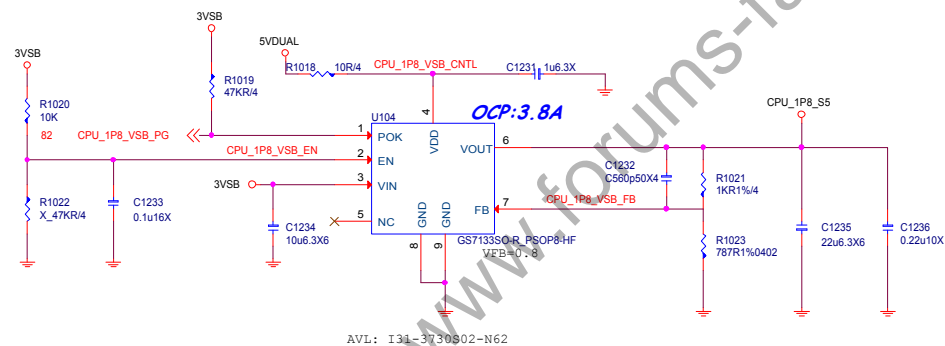 3VSB
3VSB
5VDUAL
R1018
10R/4
CPU_1P8_VSB_CNTL
C1231
1u6.3X
R1019
47KR/4
R1020
10K
82
CPU_1P8_VSB_PG
CPU_1P8_VSB_EN
3VSB
R1022
X_47KR/4
C1233
0.1u16X
C1234
10u6.3X6
U104
OCP:3.8A
1
POK
2
EN
3
VIN
5
NC
4
VDD
VOUT
6
FB
7
GND
8
GND
9
GS7133SO-R_PSOP8-HF
VFB=0.8
CPU_1P8_VSB_FB
C1232
C560p50X4
R1021
1KR1%/4
R1023
787R1%0402
CPU_1P8_S5
C1235
22u6.3X6
C1236
0.22u10X
AVL: I31-3730S02-N62
www.forums-fa